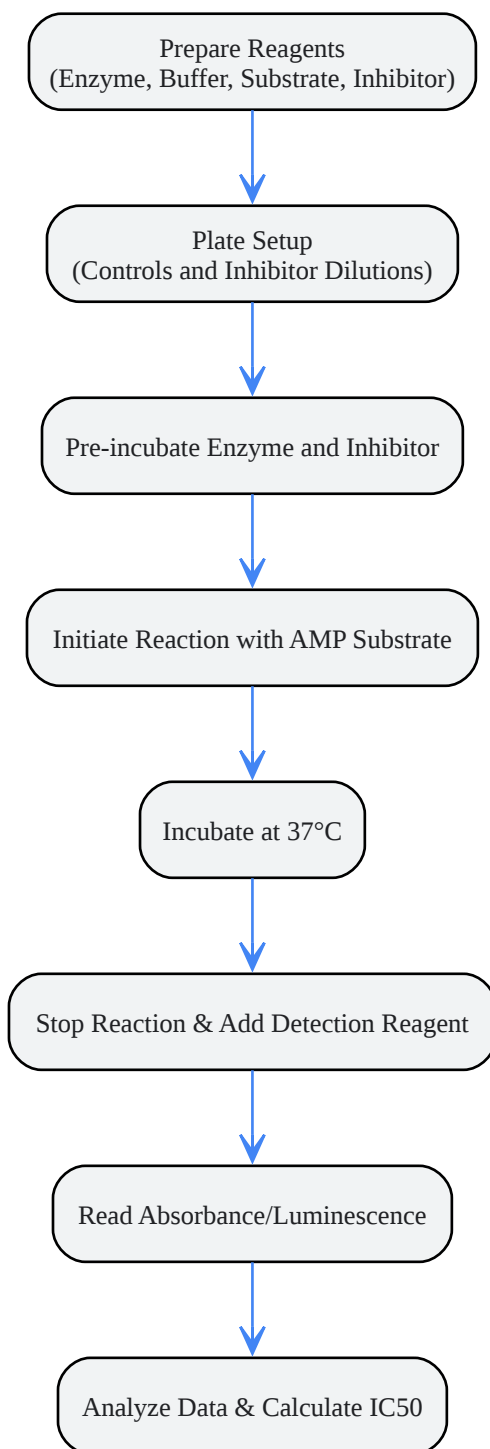 Prepare Reagents
(Enzyme, Buffer, Substrate, Inhibitor)
Plate Setup
(Controls and Inhibitor Dilutions)
Pre-incubate Enzyme and Inhibitor
Initiate Reaction with AMP Substrate
Incubate at 37°C
Stop Reaction & Add Detection Reagent
Read Absorbance/Luminescence
Analyze Data & Calculate IC50